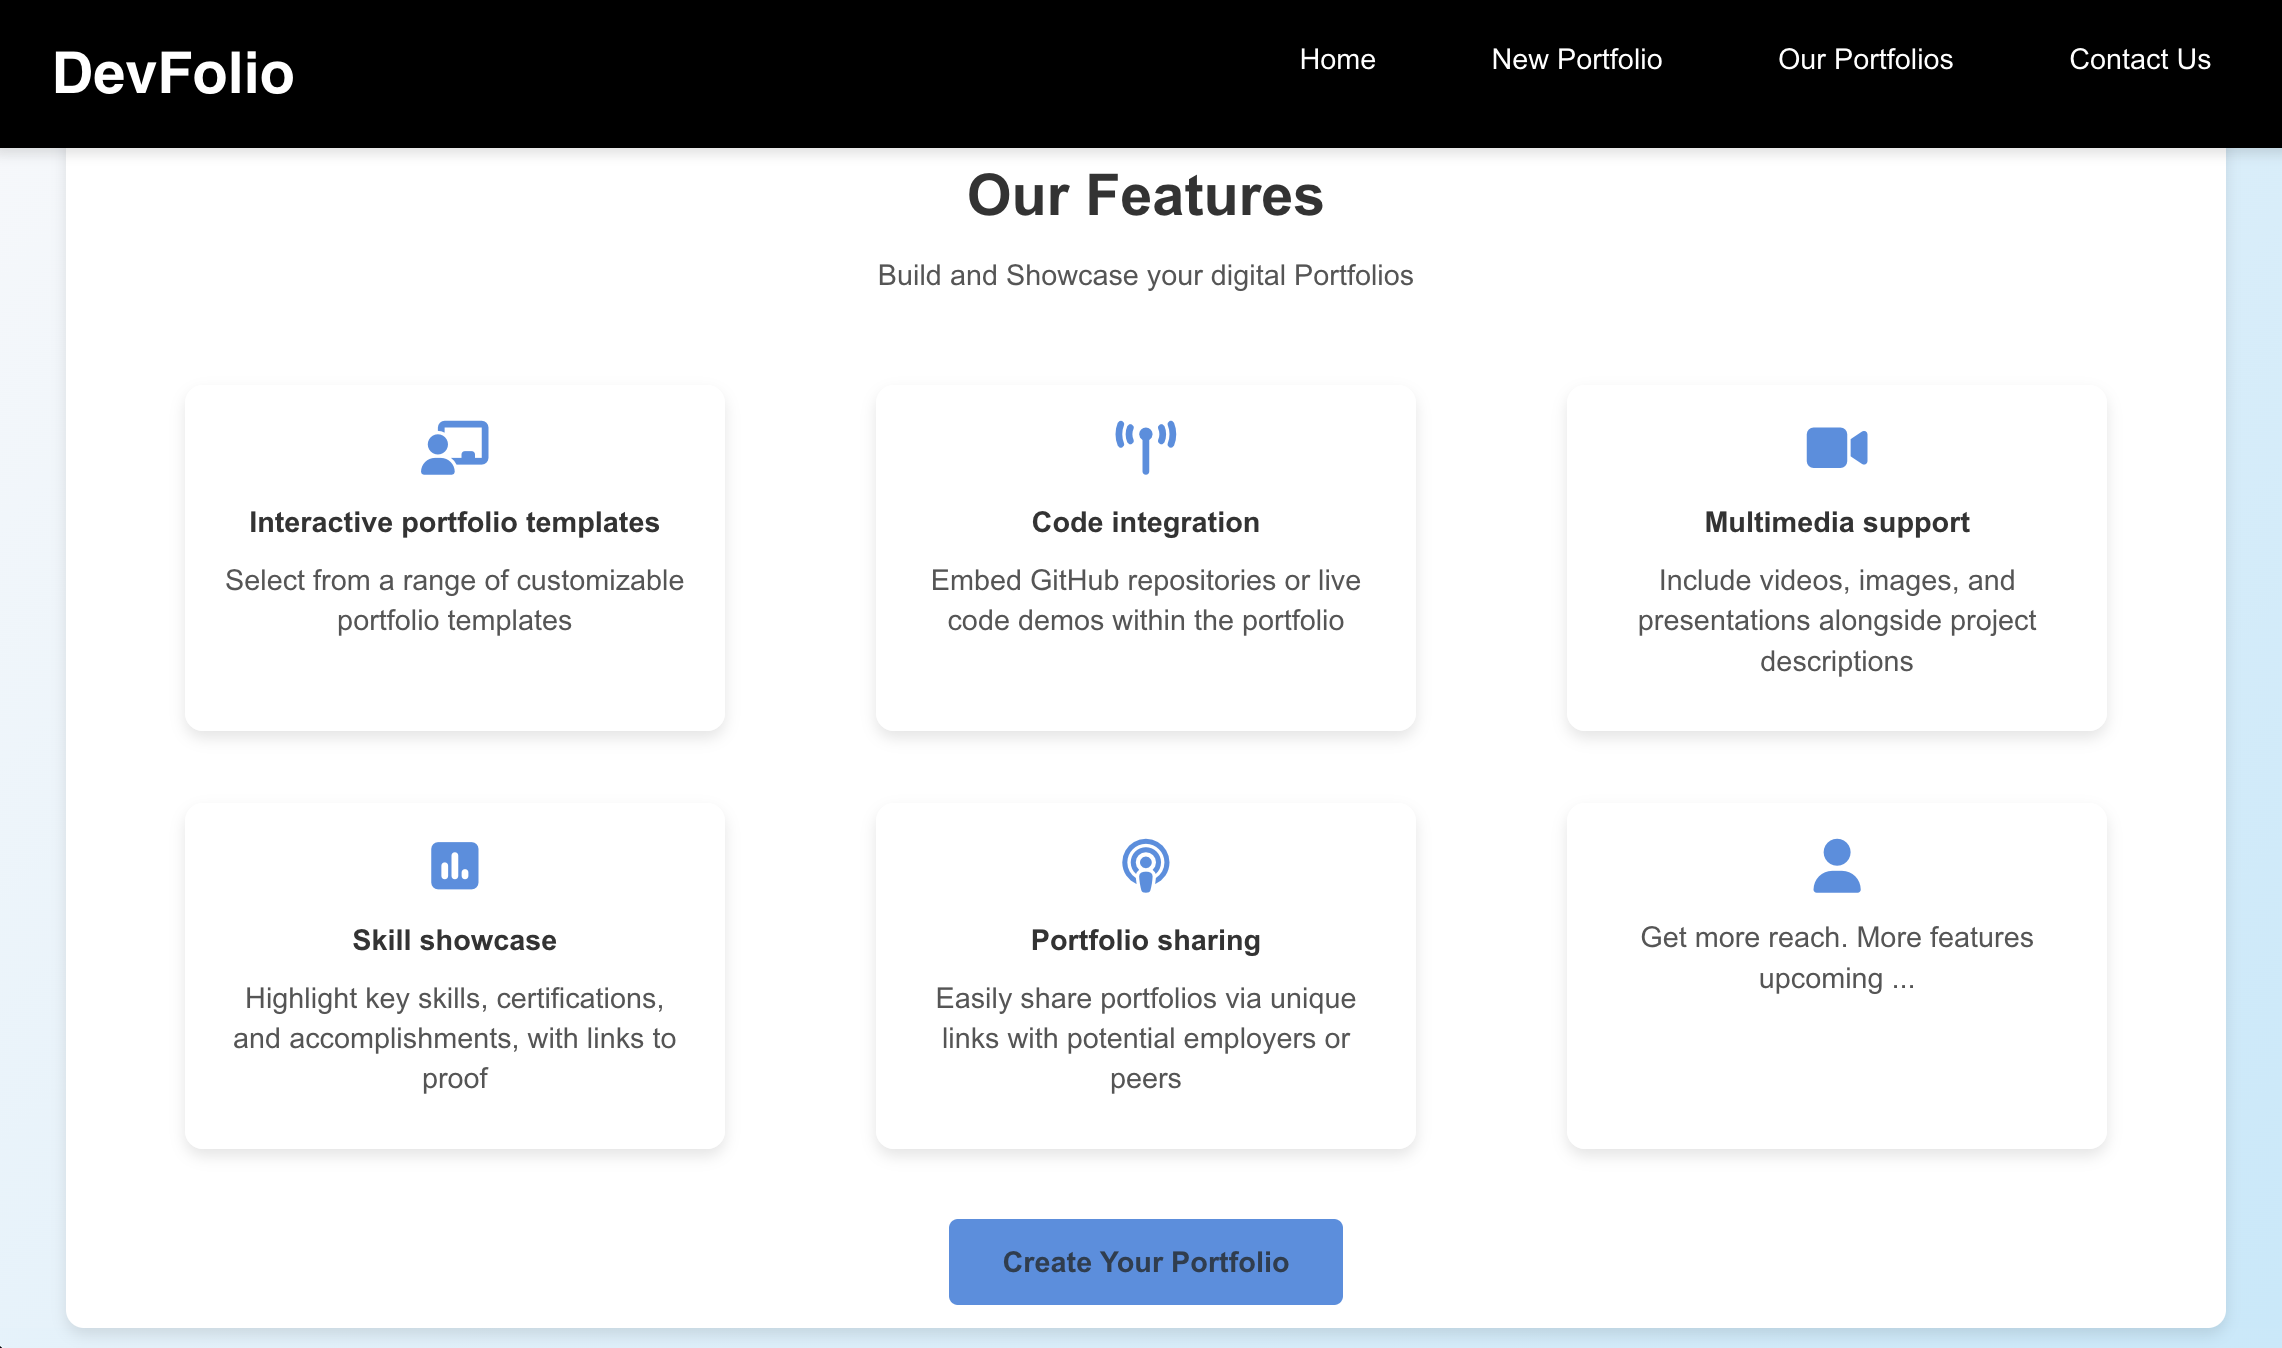 DevFolio
Home
New Portfolio
Our Portfolios
Contact Us
Our Features
Build and Showcase your digital Portfolios
Interactive portfolio templates
Select from a range of customizable
portfolio templates
Code integration
Embed GitHub repositories or live
code demos within the portfolio
Multimedia support
Include videos, images, and
presentations alongside project
descriptions
Skill showcase
Highlight key skills, certifications,
and accomplishments, with links to
proof
Portfolio sharing
Easily share portfolios via unique
links with potential employers or
peers
Get more reach. More features
upcoming ...
Create Your Portfolio